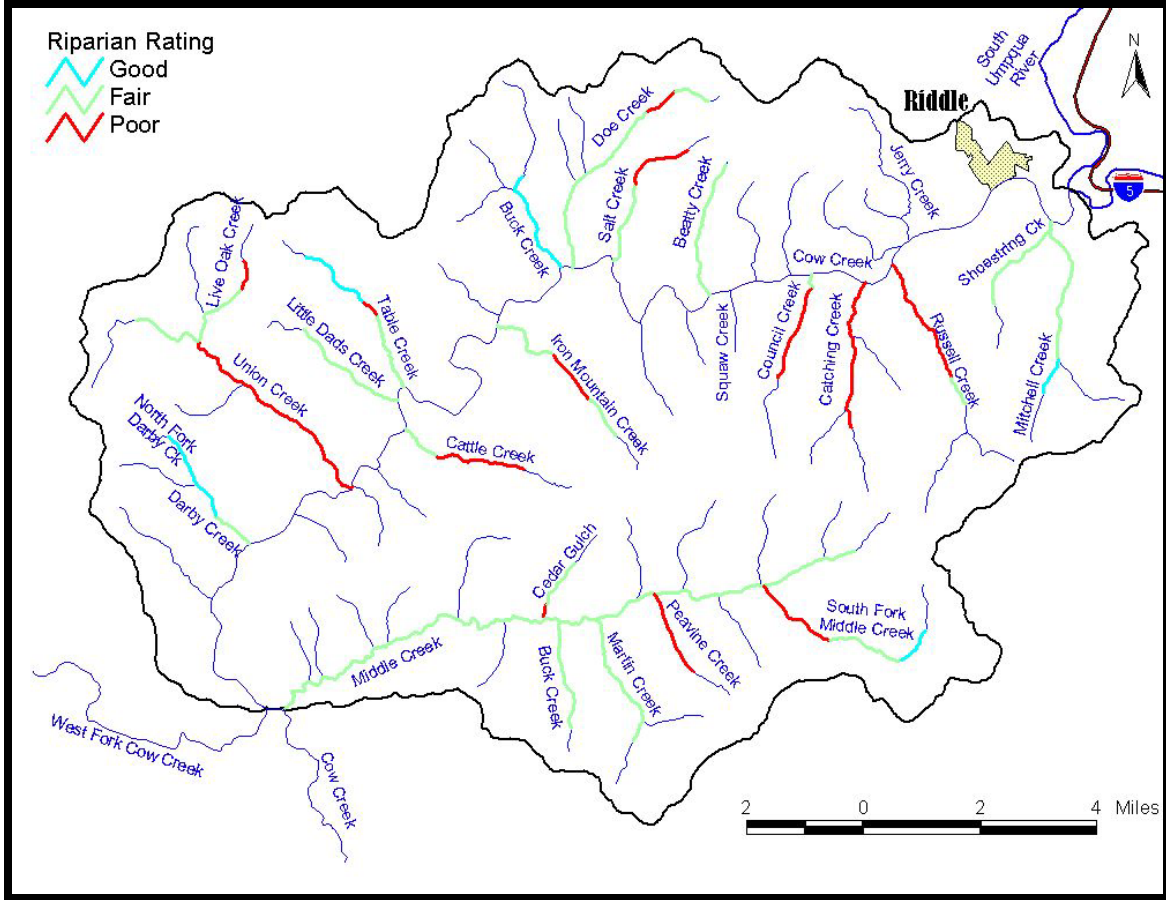 Riparian Rating
Good
Fair
Poor
South
Umpqua
River
N
Riddle
5
Doe Creek
Jerry Creek
Salt Creek
Beatty Creek
Buck Creek
Shoestring Ck
Live Oak Creek
Cow Creek
Little Dads Creek
Table Creek
Squaw Creek
Council Creek
Catching Creek
Russell Creek
Mitchell Creek
Iron Mountain Creek
Union Creek
North Fork
Darby Ck
Cattle Creek
Darby Creek
Cedar Gulch
South Fork
Middle Creek
Peavine Creek
Middle Creek
Buck Creek
Martin Creek
West Fork Cow Creek
Cow Creek
2 0 2 4 Miles